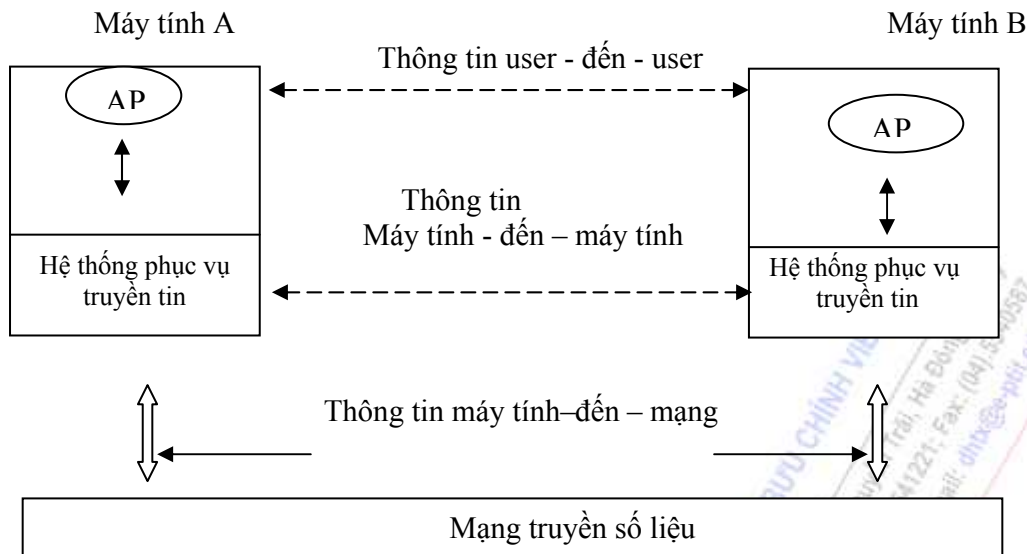 Máy tính A
Máy tính B
Thông tin user - đến - user
AP
AP
Thông tin
Máy tính - đến – máy tính
Hệ thống phục vụ
truyền tin
Hệ thống phục vụ
truyền tin
Thông tin máy tính–đến – mạng
Mạng truyền số liệu